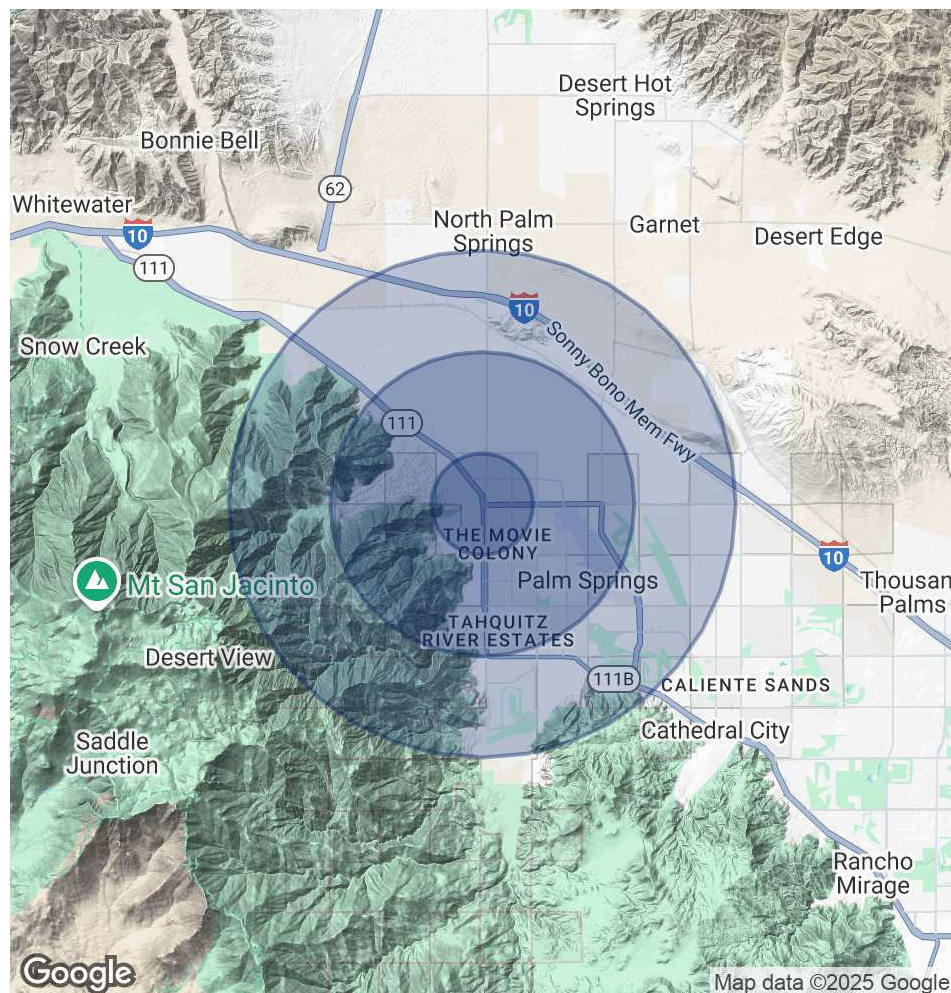 Desert Hot
Springs
Bonnie Bell
62
Whitewater
10
North Palm
Springs
Garnet
Desert Edge
111
10
Sonny Bono Mem Fwy
Snow Creek
111
THE MOVIE
COLONY
10
Mt San Jacinto
Palm Springs
Thousan
Palms
TAHQUITZ
RIVER ESTATES
Desert View
111B
CALIENTE SANDS
Cathedral City
Saddle
Junction
Rancho
Mirage
Google
Map data ©2025 Google